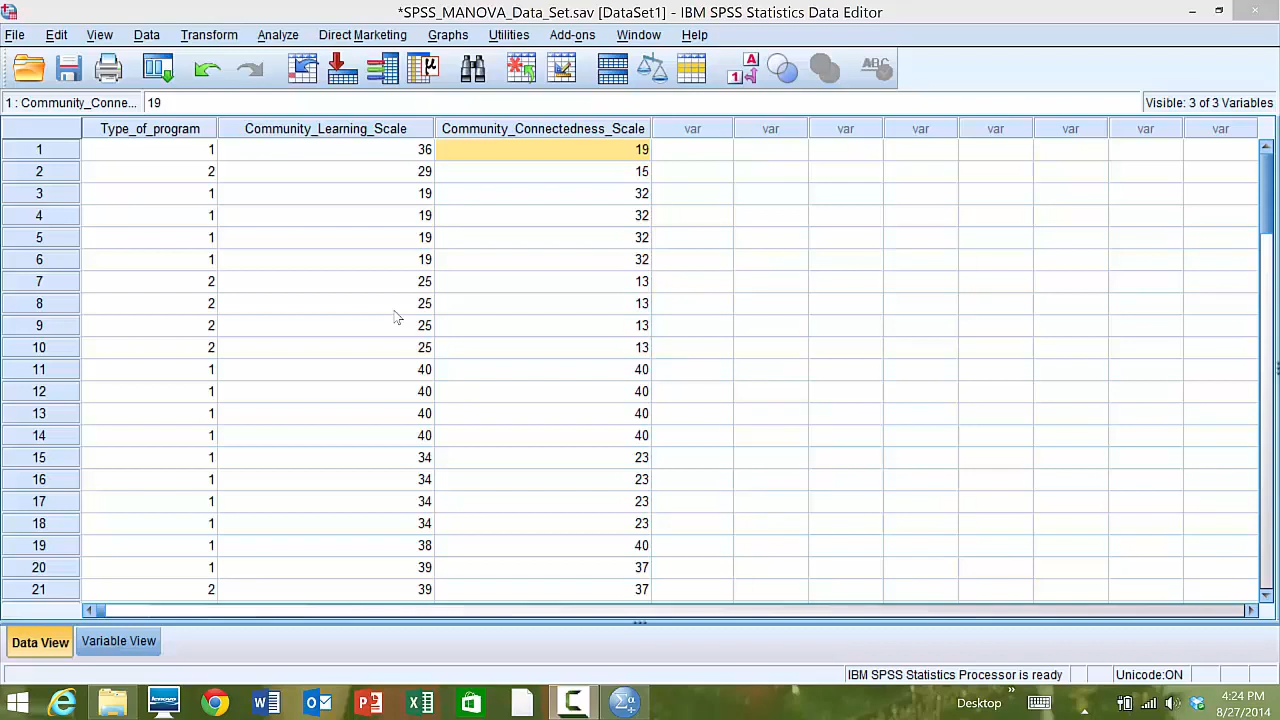 *SPSS_MANOVA_Data_Set.sav [DataSet1] - IBM SPSS Statistics Data Editor
File Edit View Data Transform Analyze Direct Marketing Graphs Utilities Add-ons Window Help
1 : Community_Conne... 19 Visible: 3 of 3 Variables
Type_of_program Community_Learning_Scale Community_Connectedness_Scale var var var var var var var var
1 1 36 19
2 2 29 15
3 1 19 32
4 1 19 32
5 1 19 32
6 1 19 32
7 2 25 13
8 2 25 13
9 2 25 13
10 2 25 13
11 1 40 40
12 1 40 40
13 1 40 40
14 1 40 40
15 1 34 23
16 1 34 23
17 1 34 23
18 1 34 23
19 1 38 40
20 1 39 37
21 2 39 37
Data View Variable View
IBM SPSS Statistics Processor is ready Unicode:ON
Desktop 4:24 PM
8/27/2014